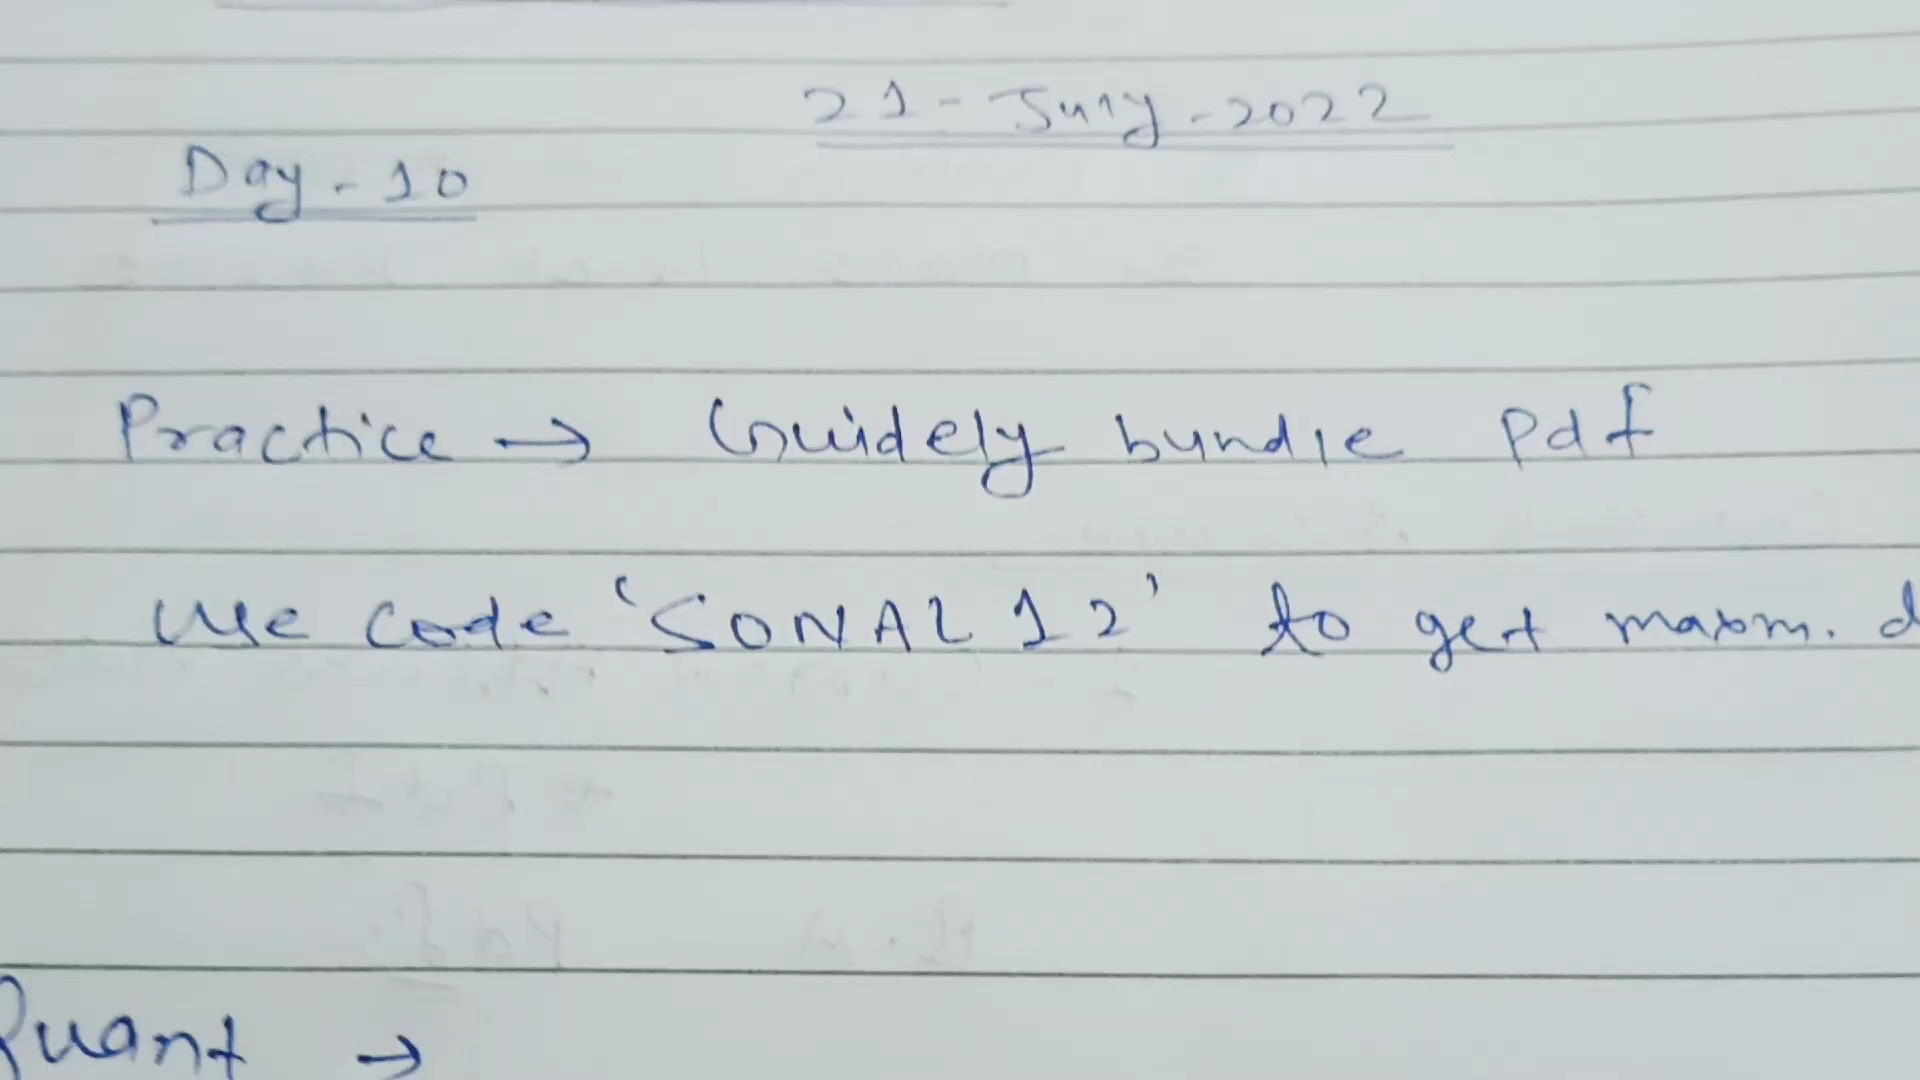 21-July-2022
Day-10
Practice → Guidely bundle Pdf
Use code 'SONAL12' to get maxm. d
Quant →